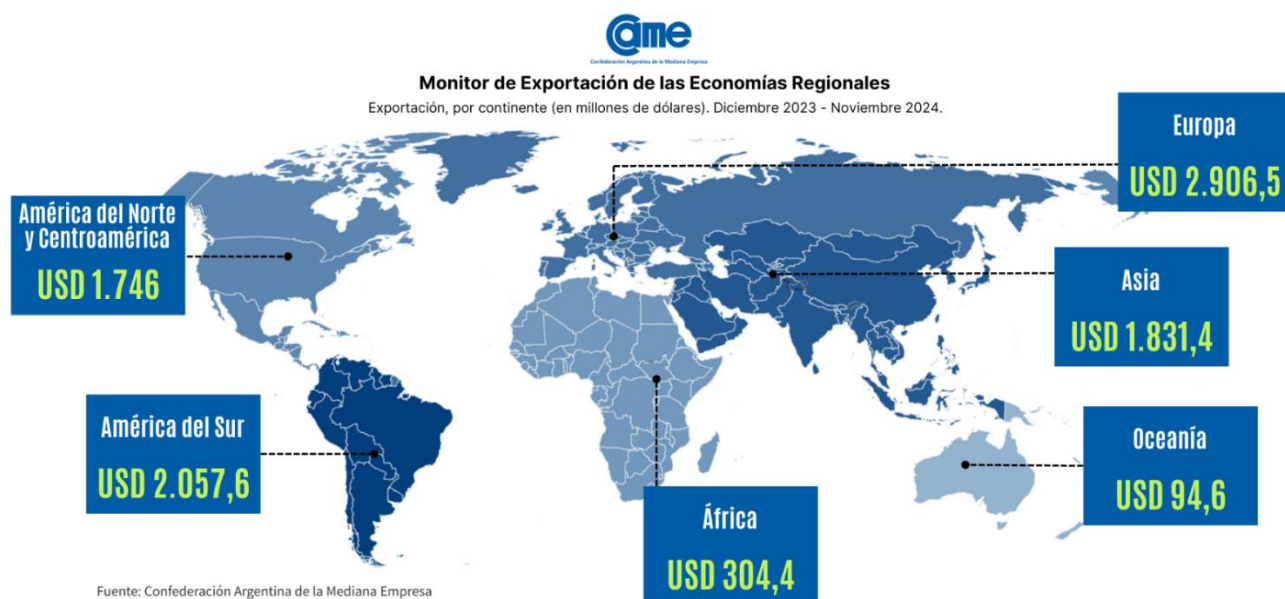 came
Confederación Argentina de la Mediana Empresa
Monitor de Exportación de las Economías Regionales
Exportación, por continente (en millones de dólares). Diciembre 2023 - Noviembre 2024.
Europa
USD 2.906,5
América del Norte
y Centroamérica
USD 1.746
Asia
USD 1.831,4
América del Sur
USD 2.057,6
Oceanía
USD 94,6
África
USD 304,4
Fuente: Confederación Argentina de la Mediana Empresa